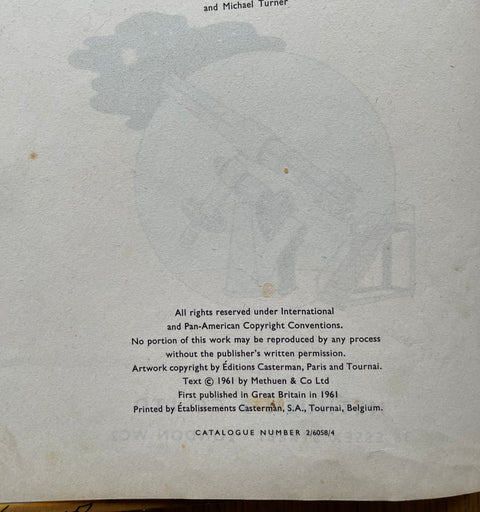 and Michael Turner
All rights reserved under International
and Pan-American Copyright Conventions.
No portion of this work may be reproduced by any process
without the publisher's written permission.
Artwork copyright by Éditions Casterman, Paris and Tournai.
Text © 1961 by Methuen & Co Ltd
First published in Great Britain in 1961
Printed by Établissements Casterman, S.A., Tournai, Belgium.
CATALOGUE NUMBER 2/6058/4